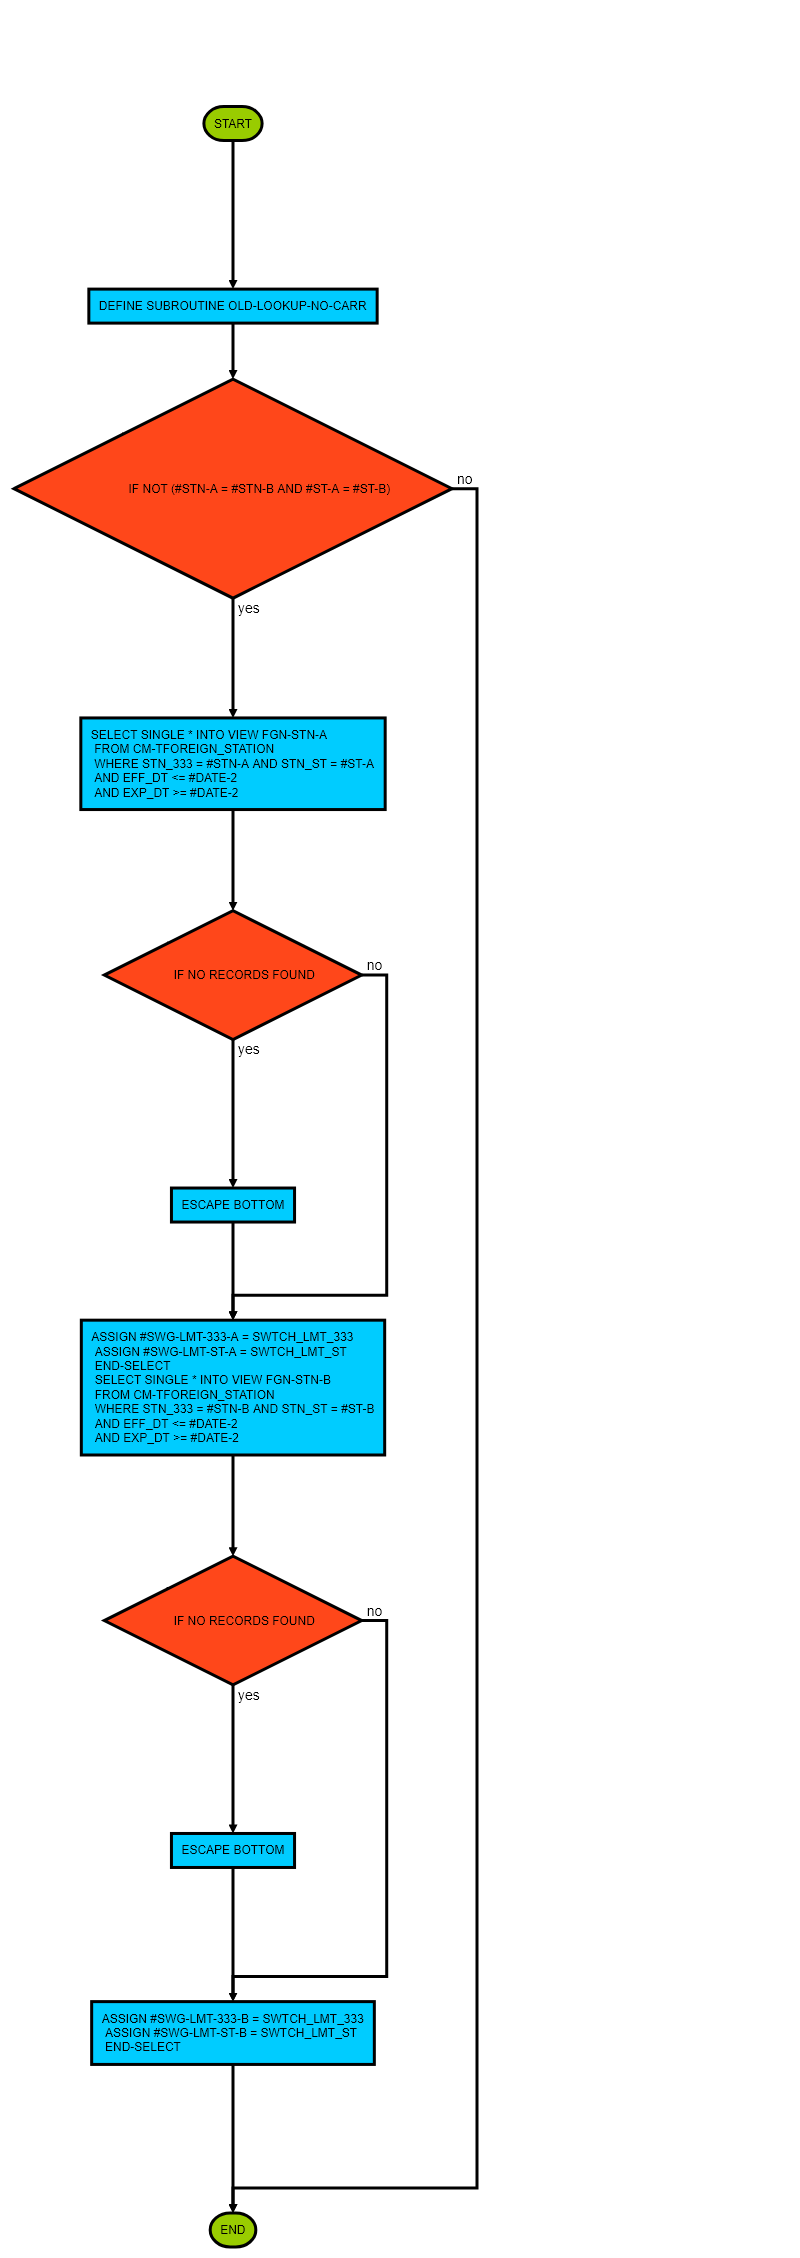 START
DEFINE SUBROUTINE OLD-LOOKUP-NO-CARR
IF NOT (#STN-A = #STN-B AND #ST-A = #ST-B)
no
yes
SELECT SINGLE * INTO VIEW FGN-STN-A
FROM CM-TFOREIGN_STATION
WHERE STN_333 = #STN-A AND STN_ST = #ST-A
AND EFF_DT <= #DATE-2
AND EXP_DT >= #DATE-2
IF NO RECORDS FOUND
no
yes
ESCAPE BOTTOM
ASSIGN #SWG-LMT-333-A = SWTCH_LMT_333
ASSIGN #SWG-LMT-ST-A = SWTCH_LMT_ST
END-SELECT
SELECT SINGLE * INTO VIEW FGN-STN-B
FROM CM-TFOREIGN_STATION
WHERE STN_333 = #STN-B AND STN_ST = #ST-B
AND EFF_DT <= #DATE-2
AND EXP_DT >= #DATE-2
IF NO RECORDS FOUND
no
yes
ESCAPE BOTTOM
ASSIGN #SWG-LMT-333-B = SWTCH_LMT_333
ASSIGN #SWG-LMT-ST-B = SWTCH_LMT_ST
END-SELECT
END